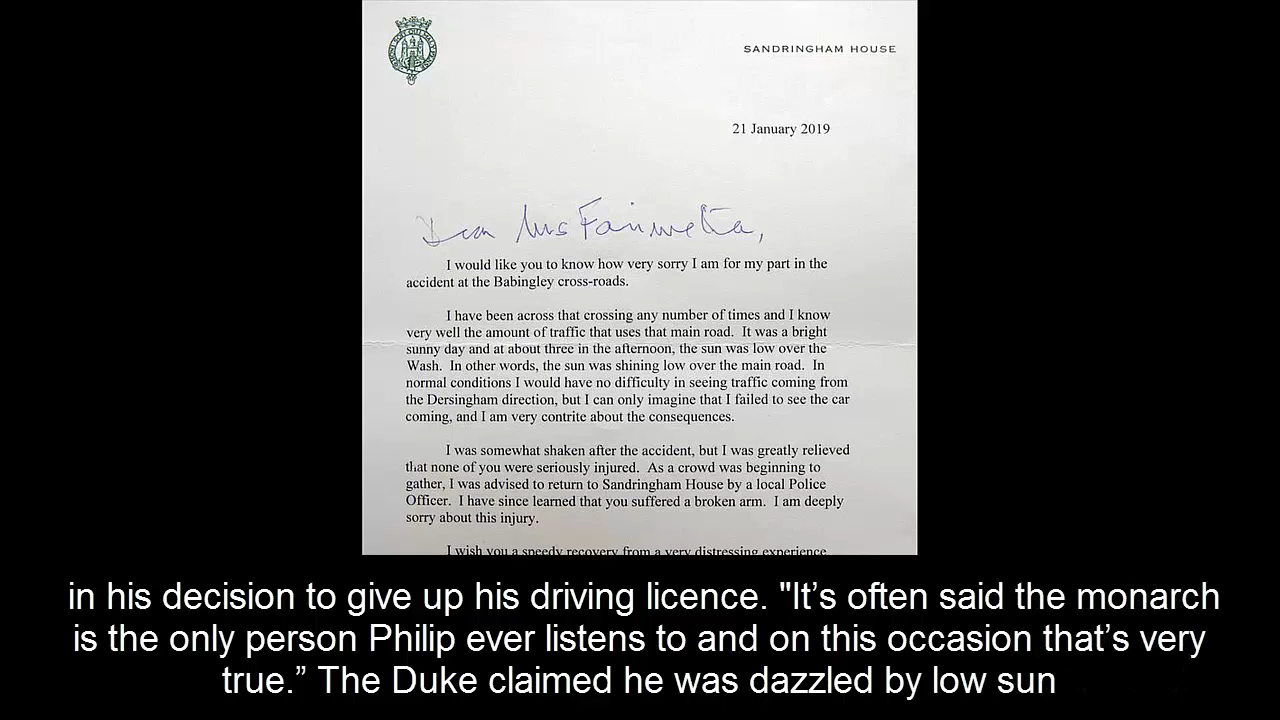 SANDRINGHAM HOUSE
21 January 2019
Dear Mrs Fairweather,
I would like you to know how very sorry I am for my part in the
accident at the Babingley cross-roads.
I have been across that crossing any number of times and I know
very well the amount of traffic that uses that main road. It was a bright
sunny day and at about three in the afternoon, the sun was low over the
Wash. In other words, the sun was shining low over the main road. In
normal conditions I would have no difficulty in seeing traffic coming from
the Dersingham direction, but I can only imagine that I failed to see the car
coming, and I am very contrite about the consequences.
I was somewhat shaken after the accident, but I was greatly relieved
that none of you were seriously injured. As a crowd was beginning to
gather, I was advised to return to Sandringham House by a local Police
Officer. I have since learned that you suffered a broken arm. I am deeply
sorry about this injury.
I wish you a speedy recovery from a very distressing experience.
in his decision to give up his driving licence. "It’s often said the monarch
is the only person Philip ever listens to and on this occasion that’s very
true.” The Duke claimed he was dazzled by low sun